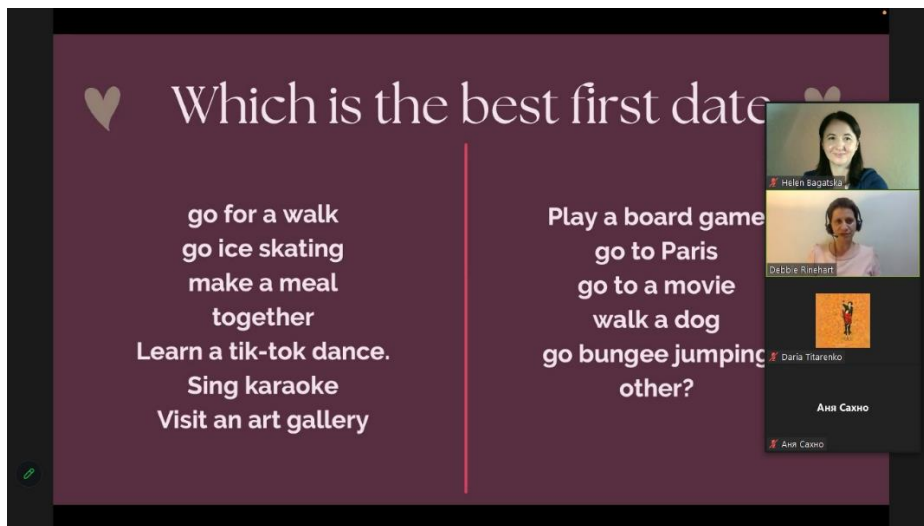 Which is the best first date
go for a walk
go ice skating
make a meal
together
Learn a tik-tok dance.
Sing karaoke
Visit an art gallery
Play a board game
go to Paris
go to a movie
walk a dog
go bungee jumping
other?
Helen Bagatska
Debbie Rinehart
Daria Titarenko
Аня Сахно
Аня Сахно